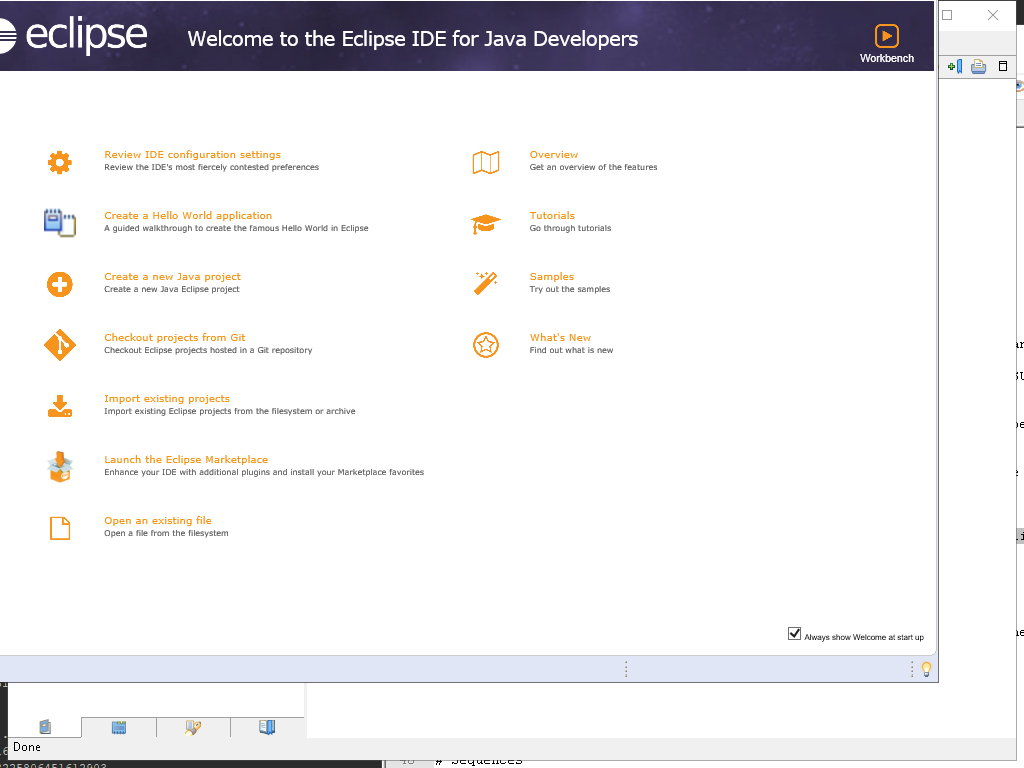 eclipse
Welcome to the Eclipse IDE for Java Developers
Workbench
Review IDE configuration settings
Review the IDE's most fiercely contested preferences
Overview
Get an overview of the features
Create a Hello World application
A guided walkthrough to create the famous Hello World in Eclipse
Tutorials
Go through tutorials
Create a new Java project
Create a new Java Eclipse project
Samples
Try out the samples
Checkout projects from Git
Checkout Eclipse projects hosted in a Git repository
What's New
Find out what is new
Import existing projects
Import existing Eclipse projects from the filesystem or archive
Launch the Eclipse Marketplace
Enhance your IDE with additional plugins and install your Marketplace favorites
Open an existing file
Open a file from the filesystem
Always show Welcome at start up
Done
# Sequences